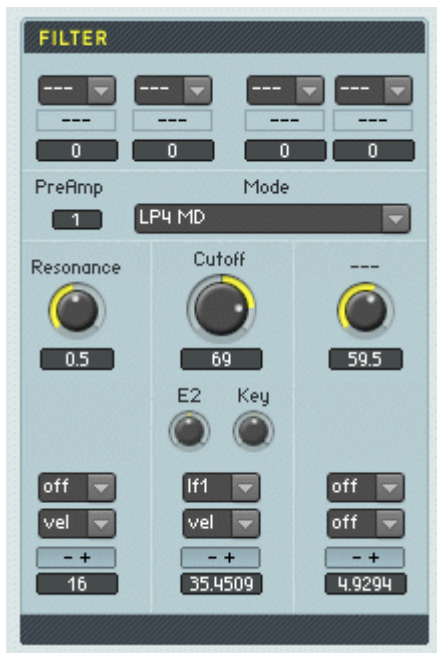 FILTER
--- --- --- ---
--- --- --- ---
0 0 0 0
PreAmp Mode
1 LP4 MD
Resonance Cutoff ---
0.5 69 59.5
E2 Key
off lf1 off
vel vel off
- + - + - +
16 35.4509 4.9294